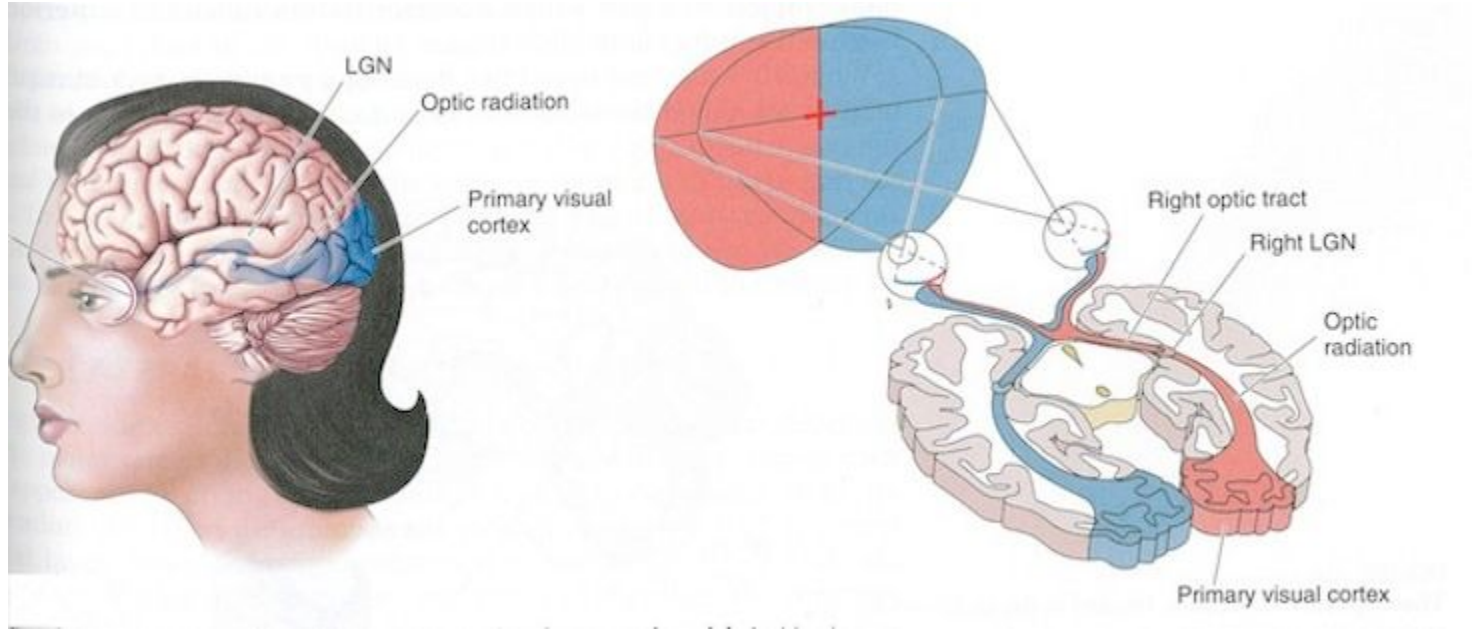 LGN
Optic radiation
Primary visual
cortex
Right optic tract
Right LGN
Optic
radiation
Primary visual cortex